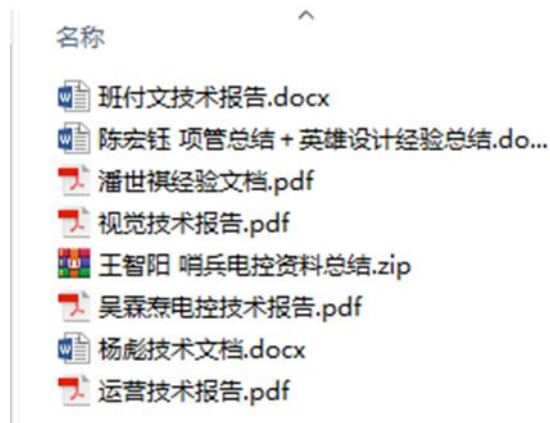 名称
班付文技术报告.docx
陈宏钰 项管总结+英雄设计经验总结.do...
潘世祺经验文档.pdf
视觉技术报告.pdf
王智阳 哨兵电控资料总结.zip
吴霖焘电控技术报告.pdf
杨彪技术文档.docx
运营技术报告.pdf